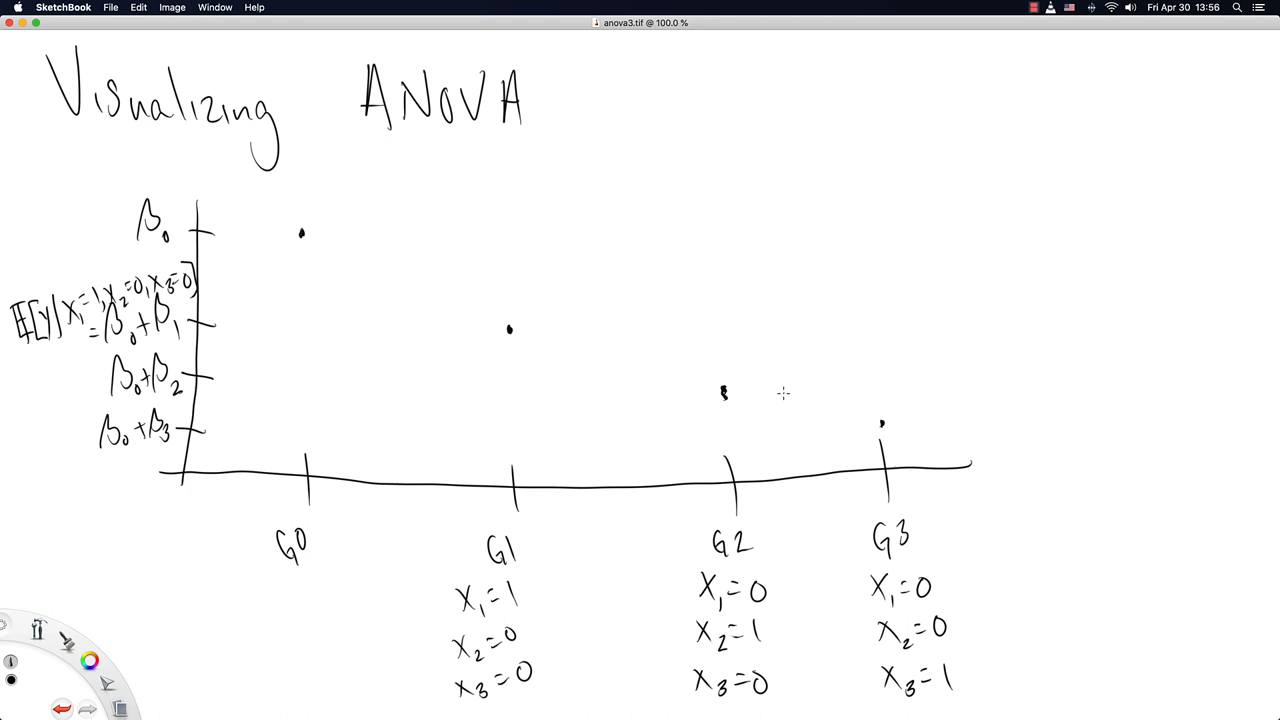 SketchBook File Edit Image Window Help Fri Apr 30 13:56
anova3.tif @ 100.0 %
Visualizing ANOVA
β₀
E[y|x₁=1, x₂=0, x₃=0]
=β₀+β₁
β₀+β₂
β₀+β₃
G0 G1 G2 G3
x₁=1 x₁=0 x₁=0
x₂=0 x₂=1 x₂=0
x₃=0 x₃=0 x₃=1